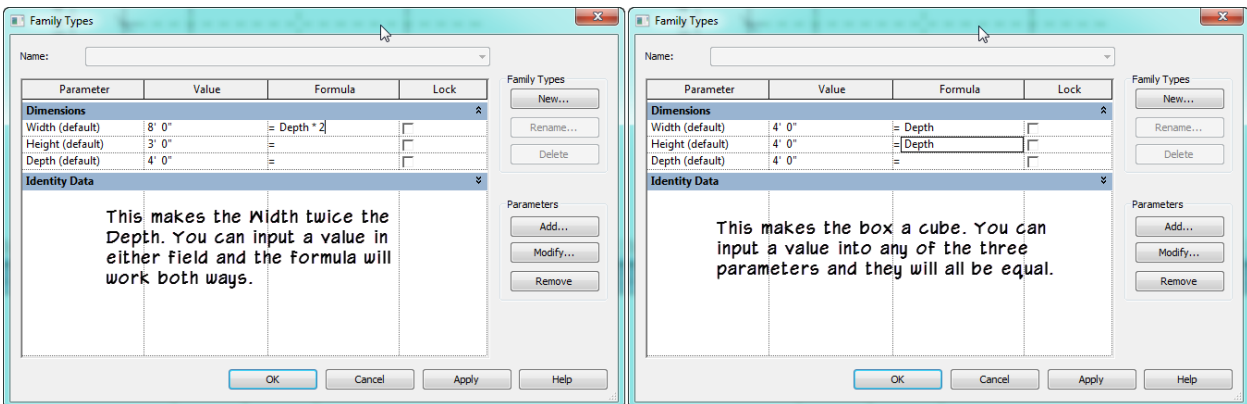 Family Types
x
Name:
Parameter Value Formula Lock
Dimensions
Width (default) 8' 0" = Depth * 2
Height (default) 3' 0" =
Depth (default) 4' 0" =
Identity Data
This makes the Width twice the
Depth. You can input a value in
either field and the formula will
work both ways.
Family Types
New...
Rename...
Delete
Parameters
Add...
Modify...
Remove
OK Cancel Apply Help
Family Types
x
Name:
Parameter Value Formula Lock
Dimensions
Width (default) 4' 0" = Depth
Height (default) 4' 0" = Depth
Depth (default) 4' 0" =
Identity Data
This makes the box a cube. You can
input a value into any of the three
parameters and they will all be equal.
Family Types
New...
Rename...
Delete
Parameters
Add...
Modify...
Remove
OK Cancel Apply Help